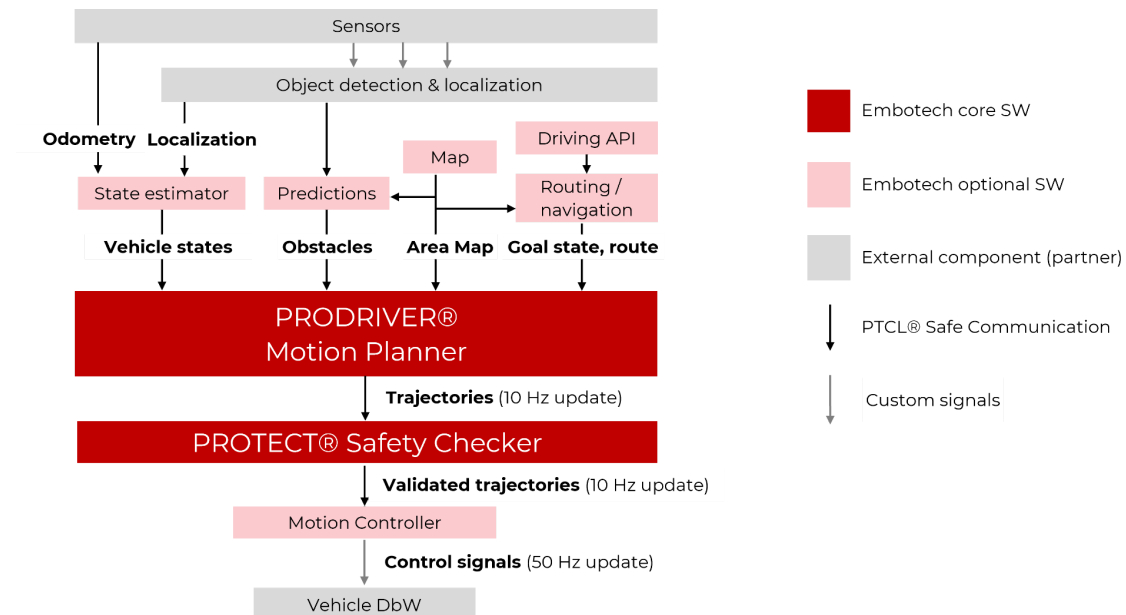 Sensors
Object detection & localization
Odometry
Localization
Driving API
Map
State estimator
Predictions
Routing /
navigation
Vehicle states
Obstacles
Area Map
Goal state, route
PRODRIVER®
Motion Planner
Trajectories (10 Hz update)
PROTECT® Safety Checker
Validated trajectories (10 Hz update)
Motion Controller
Control signals (50 Hz update)
Vehicle DbW
Embotech core SW
Embotech optional SW
External component (partner)
PTCL® Safe Communication
Custom signals